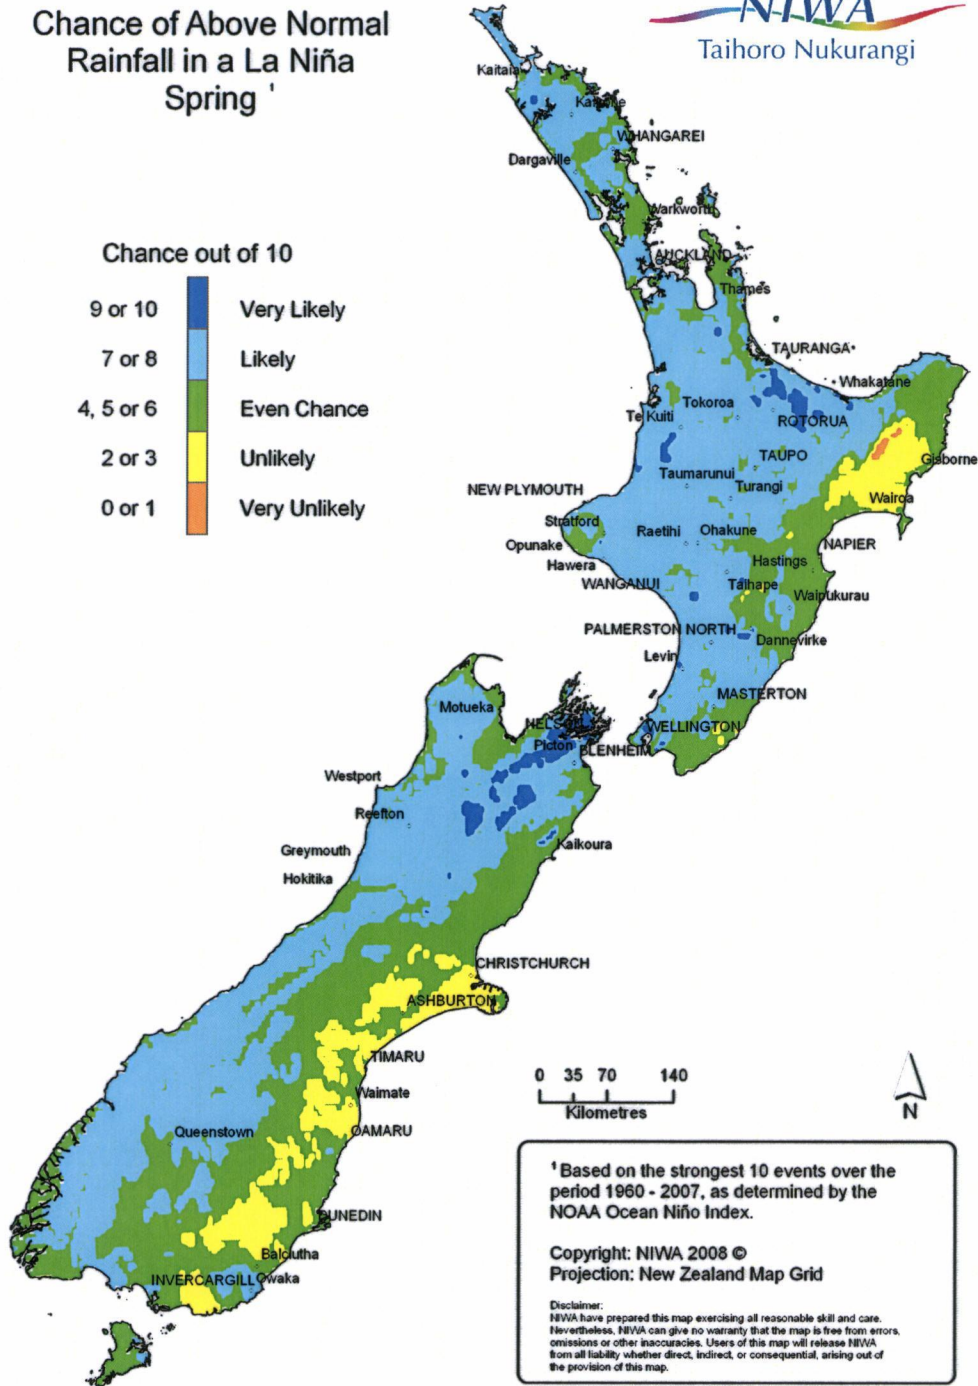 Chance of Above Normal
Rainfall in a La Niña
Spring ¹
NIWA
Taihoro Nukurangi
Chance out of 10
9 or 10 Very Likely
7 or 8 Likely
4, 5 or 6 Even Chance
2 or 3 Unlikely
0 or 1 Very Unlikely
Kaitaia
Kaikohe
WHANGAREI
Dargaville
Warkworth
AUCKLAND
Thames
TAURANGA
Whakatane
Tokoroa
Te Kuiti
ROTORUA
TAUPO
Gisborne
Taumarunui
Turangi
NEW PLYMOUTH
Wairoa
Stratford
Raetihi
Ohakune
Opunake
NAPIER
Hawera
Hastings
WANGANUI
Taihape
Waipukurau
PALMERSTON NORTH
Dannevirke
Levin
MASTERTON
WELLINGTON
Motueka
NELSON
Picton
BLENHEIM
Westport
Reefton
Greymouth
Kaikoura
Hokitika
CHRISTCHURCH
ASHBURTON
TIMARU
Waimate
OAMARU
Queenstown
DUNEDIN
Balclutha
INVERCARGILL
Owaka
0 35 70 140
Kilometres
N
¹ Based on the strongest 10 events over the
period 1960 - 2007, as determined by the
NOAA Ocean Niño Index.
Copyright: NIWA 2008 ©
Projection: New Zealand Map Grid
Disclaimer:
NIWA have prepared this map exercising all reasonable skill and care.
Nevertheless, NIWA can give no warranty that the map is free from errors,
omissions or other inaccuracies. Users of this map will release NIWA
from all liability whether direct, indirect, or consequential, arising out of
the provision of this map.